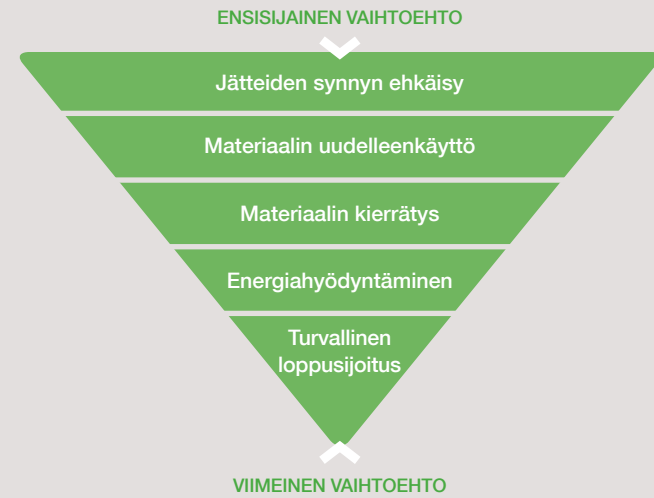 ENSISIJAINEN VAIHTOEHTO
Jätteiden synnyn ehkäisy
Materiaalin uudelleenkäyttö
Materiaalin kierrätys
Energiahyödyntäminen
Turvallinen
loppusijoitus
VIIMEINEN VAIHTOEHTO